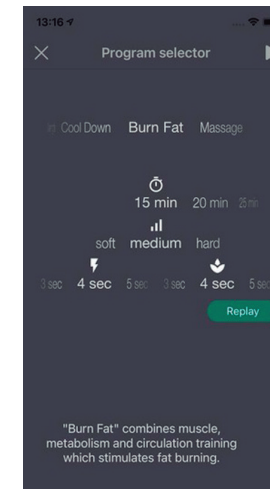 13:16
Program selector
Cool Down Burn Fat Massage
15 min 20 min 25 min
soft medium hard
3 sec 4 sec 5 sec 3 sec 4 sec 5 sec
Replay
"Burn Fat" combines muscle,
metabolism and circulation training
which stimulates fat burning.